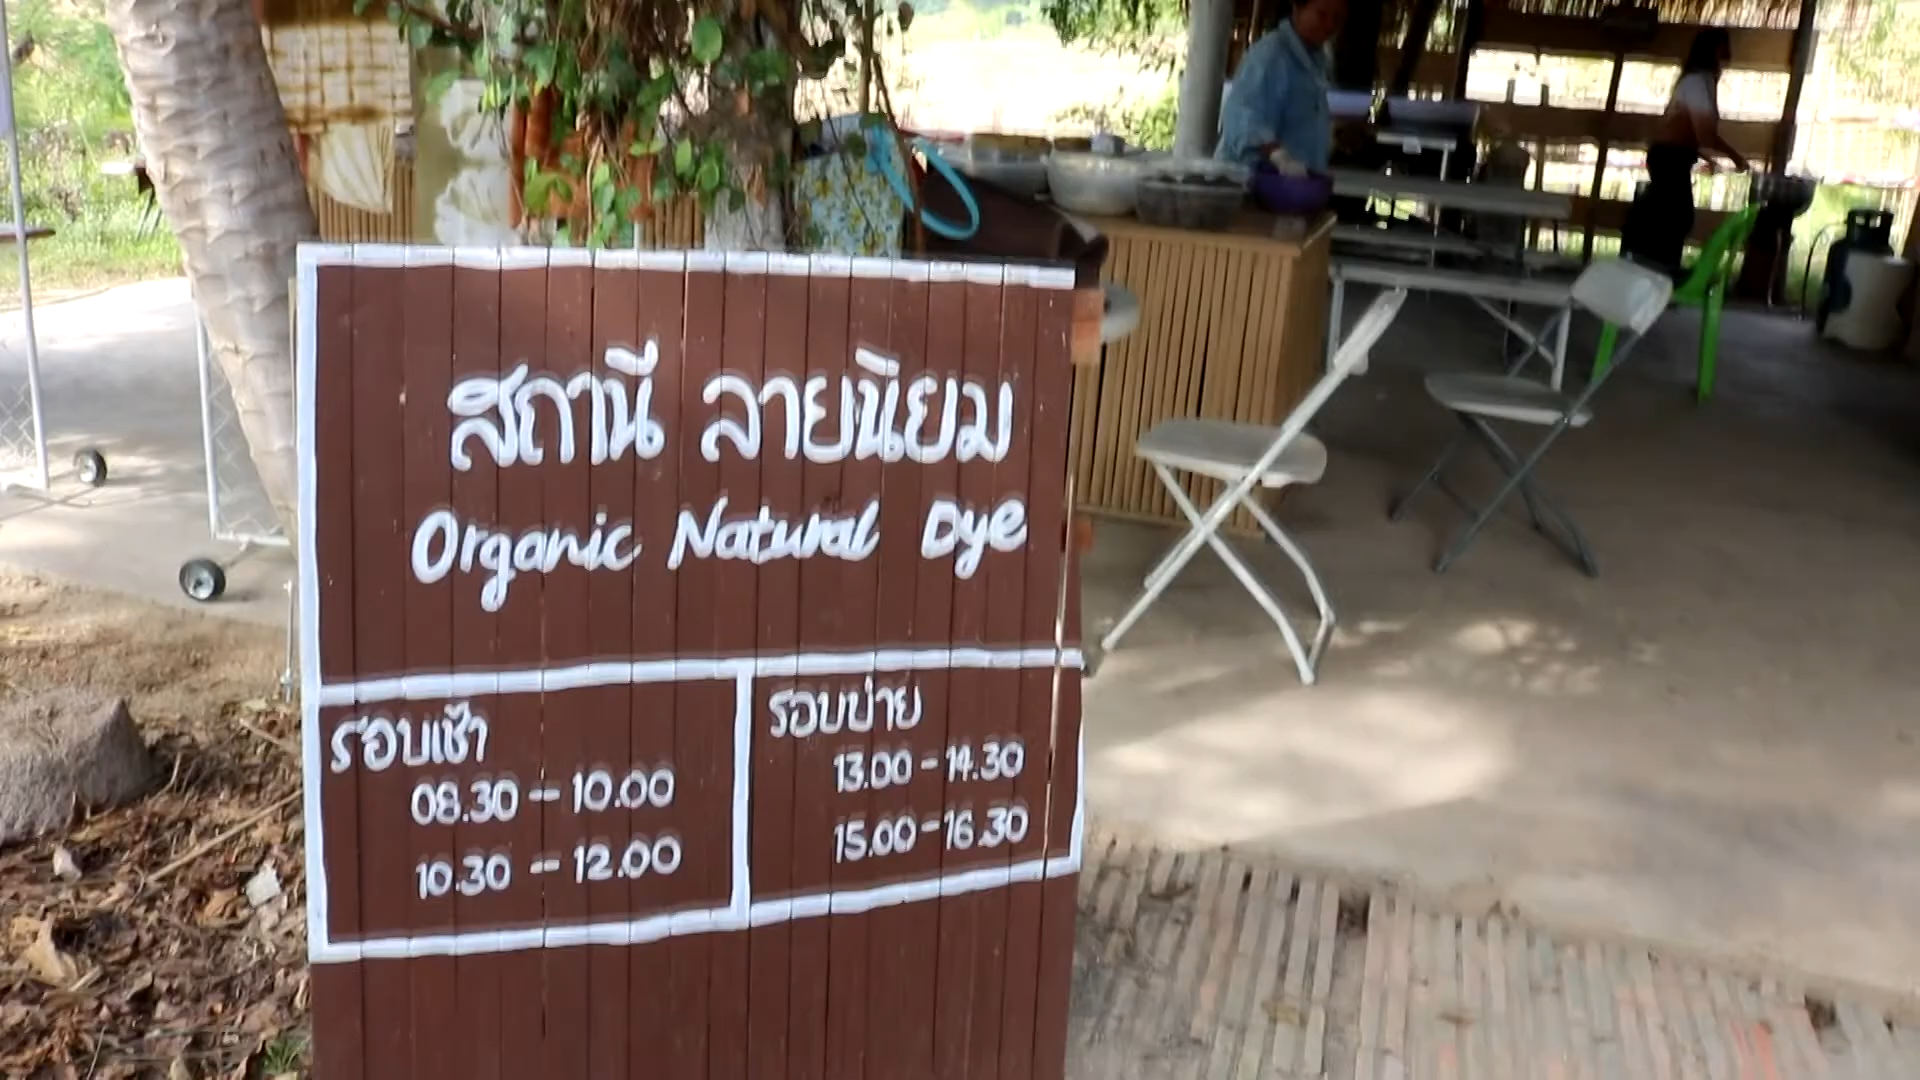 สถานี ลายนิยม
Organic Natural Dye
รอบเช้า
08.30 - 10.00
10.30 - 12.00
รอบบ่าย
13.00 - 14.30
15.00 - 16.30